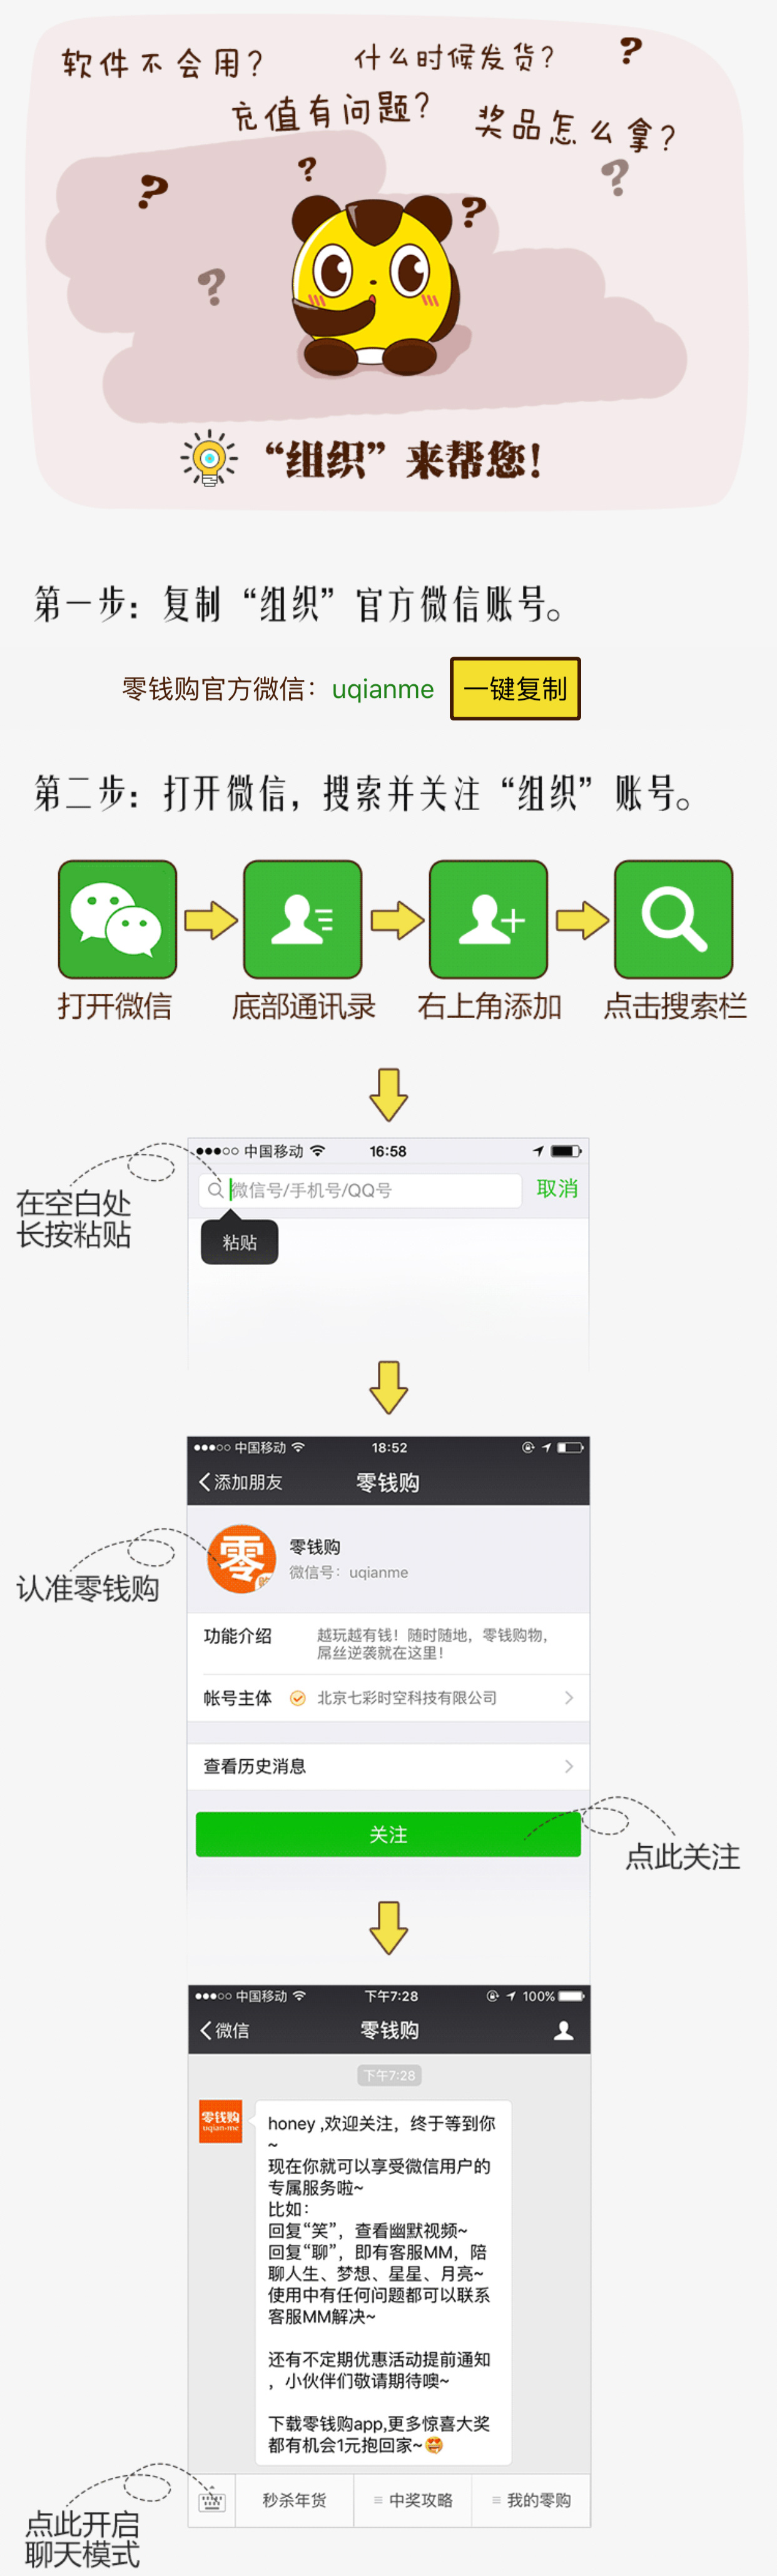 软件不会用？
什么时候发货？
?
充值有问题？
奖品怎么拿？
?
?
?
?
?
“组织”来帮您！
第一步：复制“组织”官方微信账号。
零钱购官方微信：uqianme
一键复制
第二步：打开微信，搜索并关注“组织”账号。
打开微信
底部通讯录
右上角添加
点击搜索栏
中国移动
16:58
在空白处
长按粘贴
微信号/手机号/QQ号
取消
粘贴
中国移动
18:52
添加朋友
零钱购
认准零钱购
零
购
零钱购
微信号：uqianme
功能介绍
越玩越有钱！随时随地，零钱购物，
屌丝逆袭就在这里！
帐号主体
北京七彩时空科技有限公司
查看历史消息
关注
点此关注
中国移动
下午7:28
100%
微信
零钱购
下午7:28
零钱购
uqian-me
honey ,欢迎关注，终于等到你
~
现在你就可以享受微信用户的
专属服务啦~
比如：
回复“笑”，查看幽默视频~
回复“聊”，即有客服MM，陪
聊人生、梦想、星星、月亮~
使用中有任何问题都可以联系
客服MM解决~
还有不定期优惠活动提前通知
，小伙伴们敬请期待噢~
下载零钱购app,更多惊喜大奖
都有机会1元抱回家~😍
点此开启
聊天模式
秒杀年货
中奖攻略
我的零购